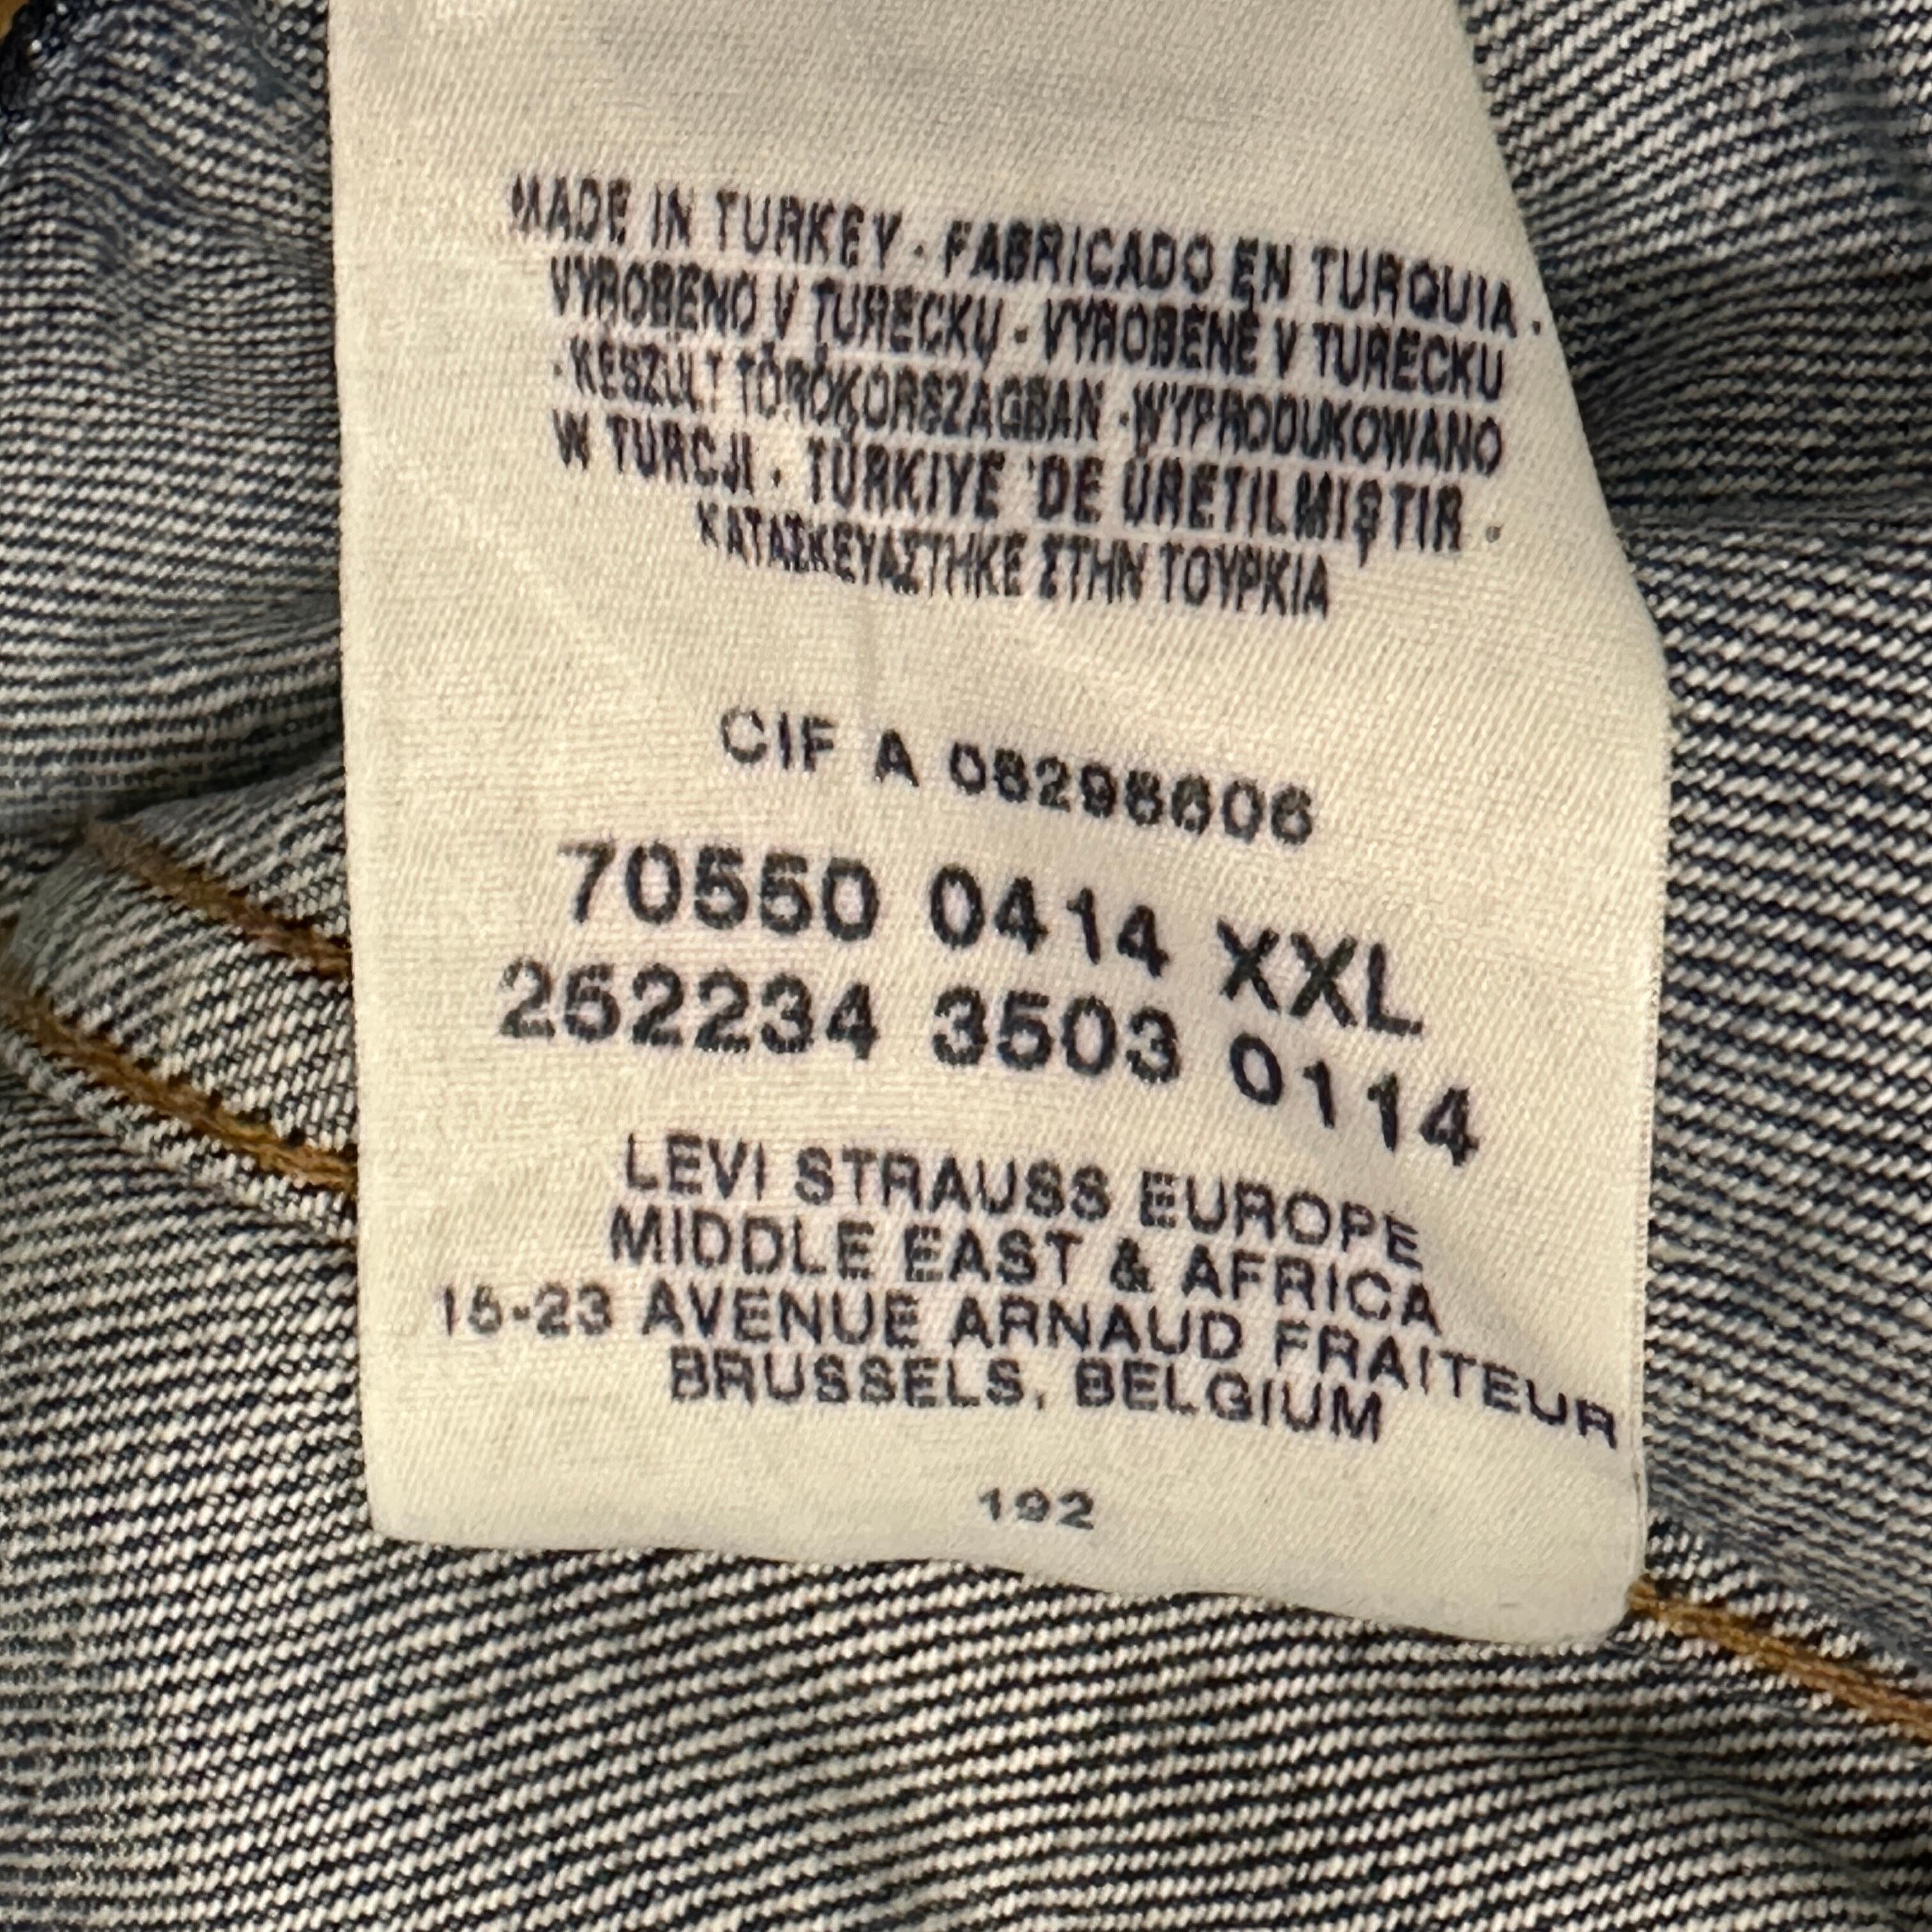 MADE IN TURKEY - FABRICADO EN TURQUIA -
VYROBENO V TURECKU - VYROBENÉ V TURECKU
- KESZULT TÖRÖKORSZAGBAN - WYPRODUKOWANO
W TURCJI - TÜRKIYE 'DE ÜRETILMIŞTIR -
ΚΑΤΑΣΚΕΥΑΣΤΗΚΕ ΣΤΗΝ ΤΟΥΡΚΙΑ
CIF A 08298606
70550 0414 XXL
252234 3503 0114
LEVI STRAUSS EUROPE
MIDDLE EAST & AFRICA
15-23 AVENUE ARNAUD FRAITEUR
BRUSSELS, BELGIUM
192